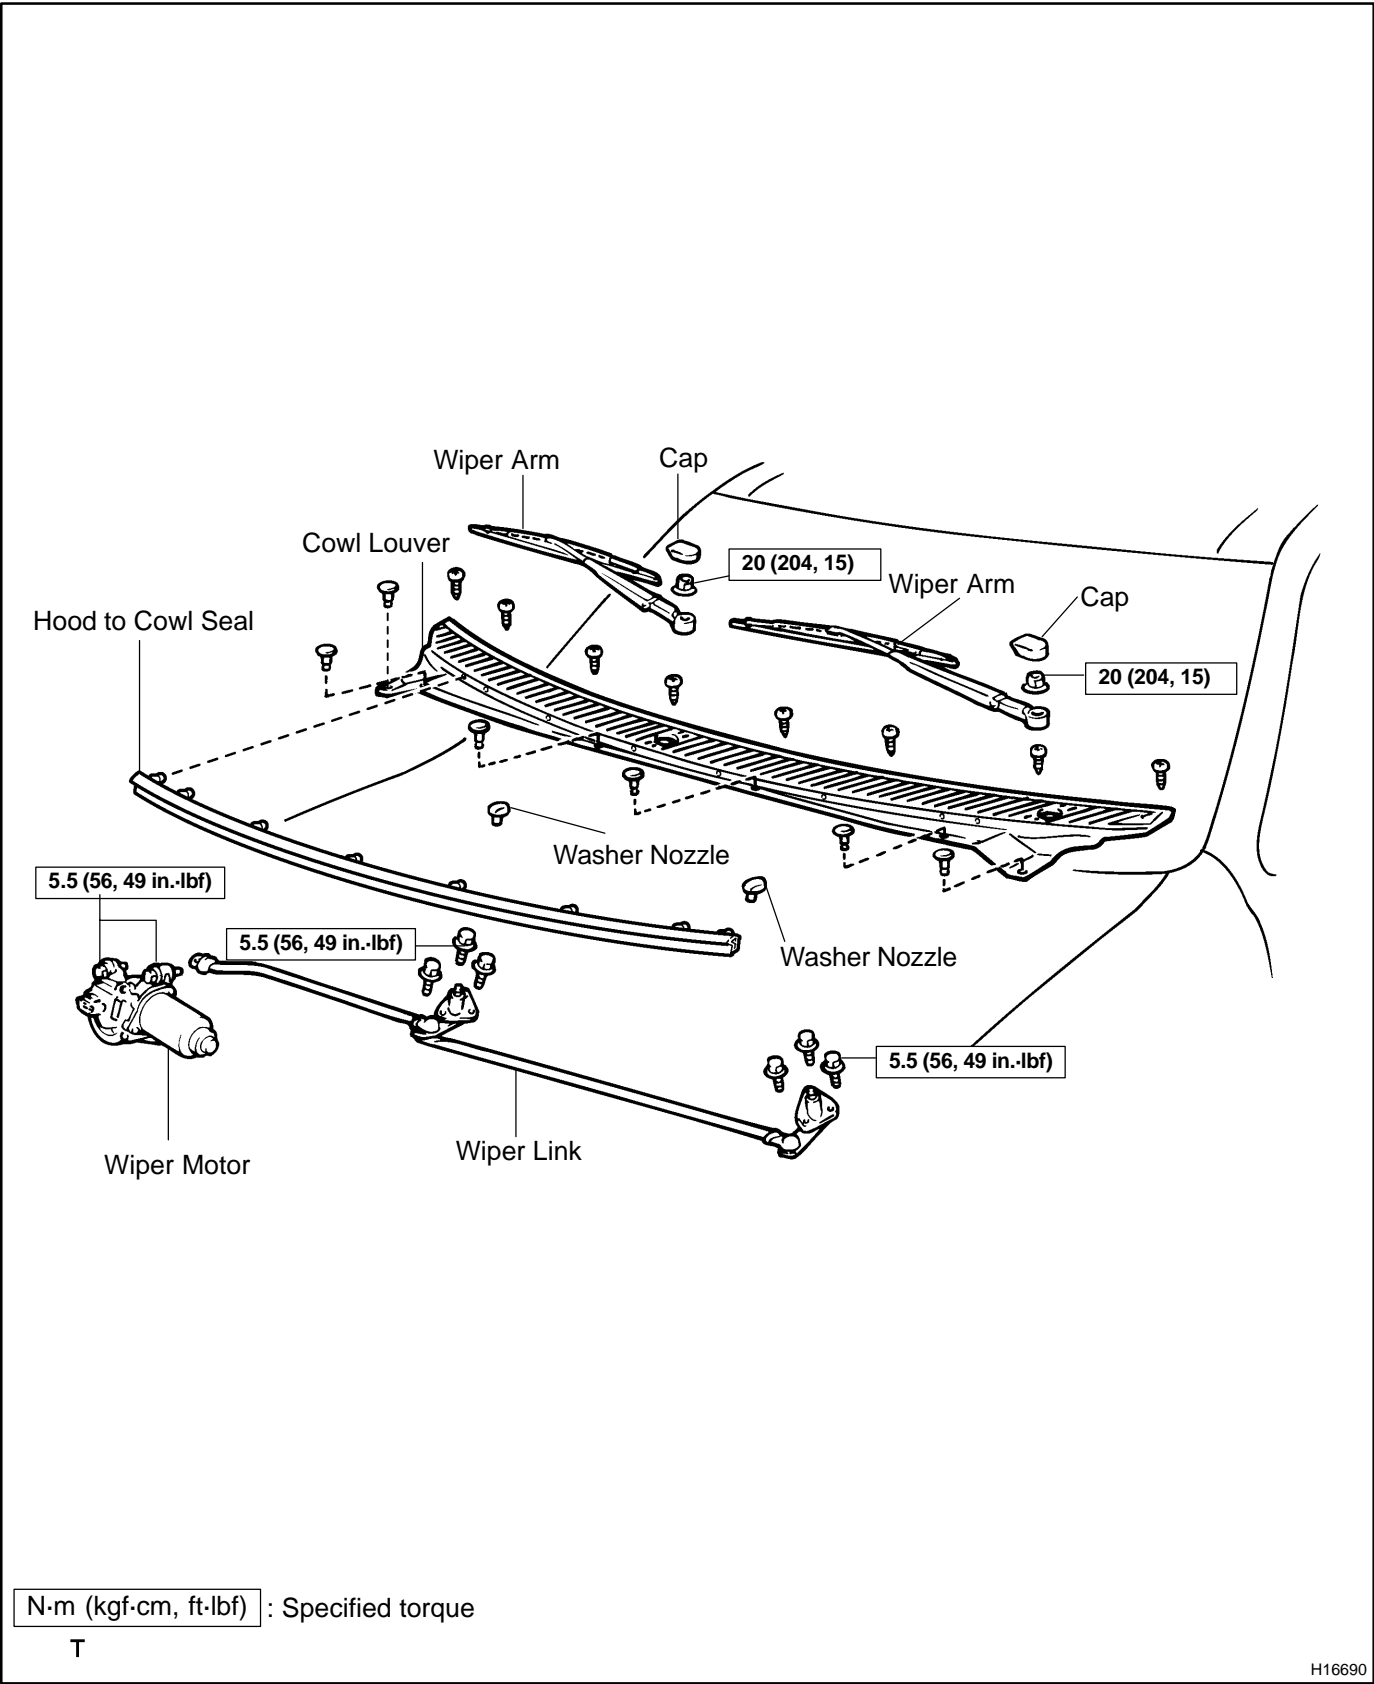 Wiper Arm
Cap
Cowl Louver
20 (204, 15)
Wiper Arm
Cap
Hood to Cowl Seal
20 (204, 15)
Washer Nozzle
5.5 (56, 49 in.·lbf)
5.5 (56, 49 in.·lbf)
Washer Nozzle
5.5 (56, 49 in.·lbf)
Wiper Link
Wiper Motor
N·m (kgf·cm, ft·lbf) : Specified torque
T
H16690